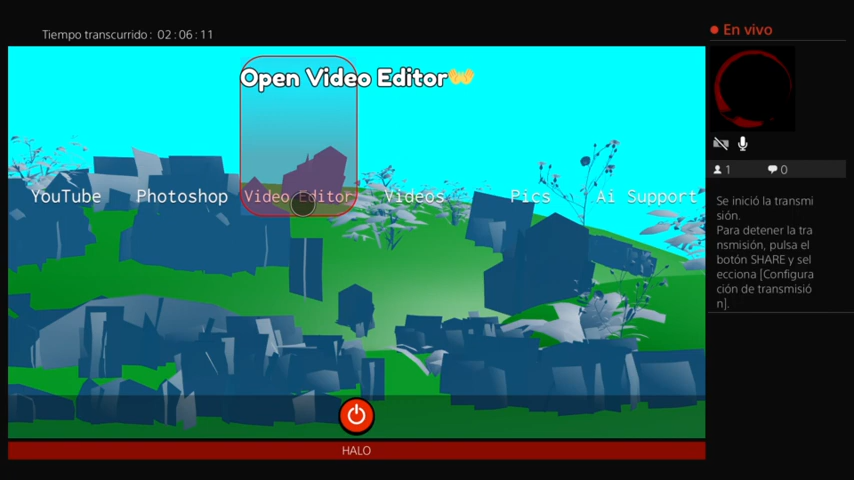 Tiempo transcurrido: 02:06:11
En vivo
Open Video Editor👐
YouTube Photoshop Video Editor Videos Pics Ai Support
1 0
Se inició la transmi
sión.
Para detener la tra
nsmisión, pulsa el
botón SHARE y sel
ecciona [Configura
ción de transmisió
n].
HALO